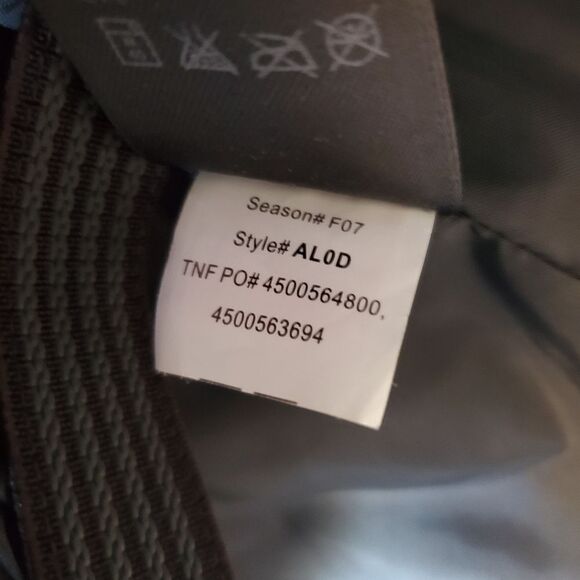 Season# F07
Style# AL0D
TNF PO# 4500564800,
4500563694